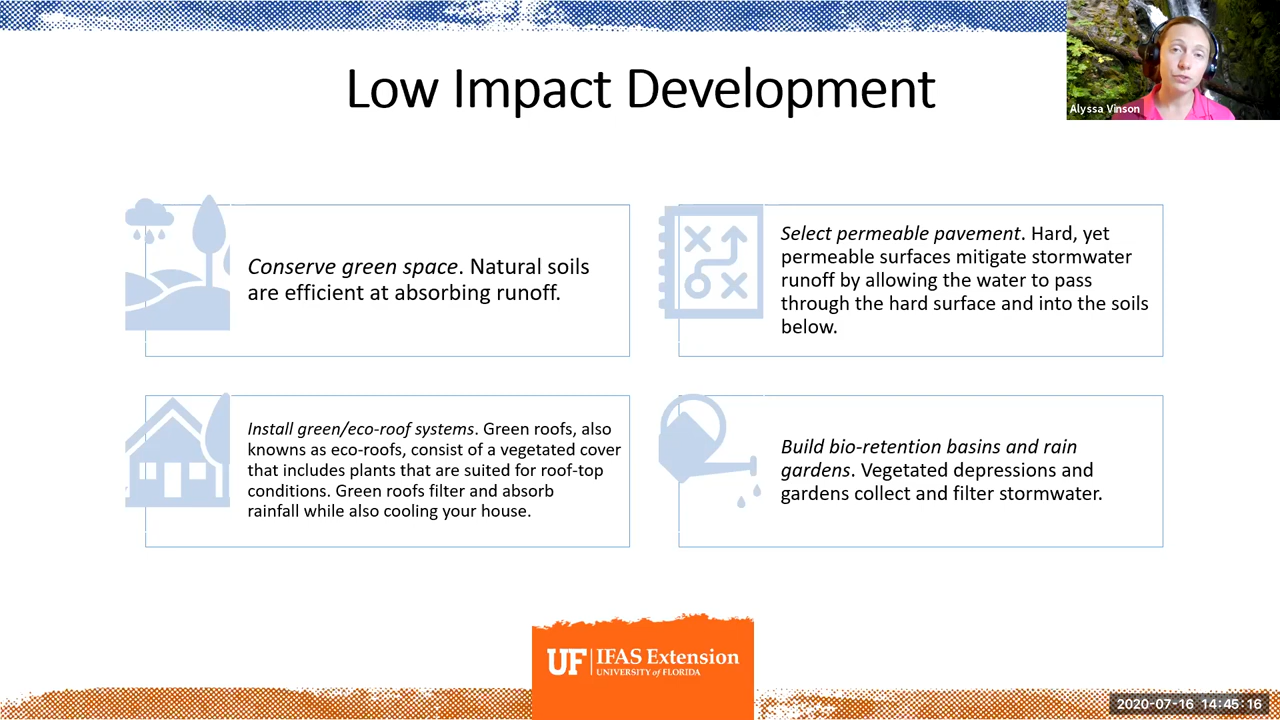 Low Impact Development
Alyssa Vinson
Conserve green space. Natural soils
are efficient at absorbing runoff.
Select permeable pavement. Hard, yet
permeable surfaces mitigate stormwater
runoff by allowing the water to pass
through the hard surface and into the soils
below.
Install green/eco-roof systems. Green roofs, also
knowns as eco-roofs, consist of a vegetated cover
that includes plants that are suited for roof-top
conditions. Green roofs filter and absorb
rainfall while also cooling your house.
Build bio-retention basins and rain
gardens. Vegetated depressions and
gardens collect and filter stormwater.
UF IFAS Extension
UNIVERSITY of FLORIDA
2020-07-16 14:45:16